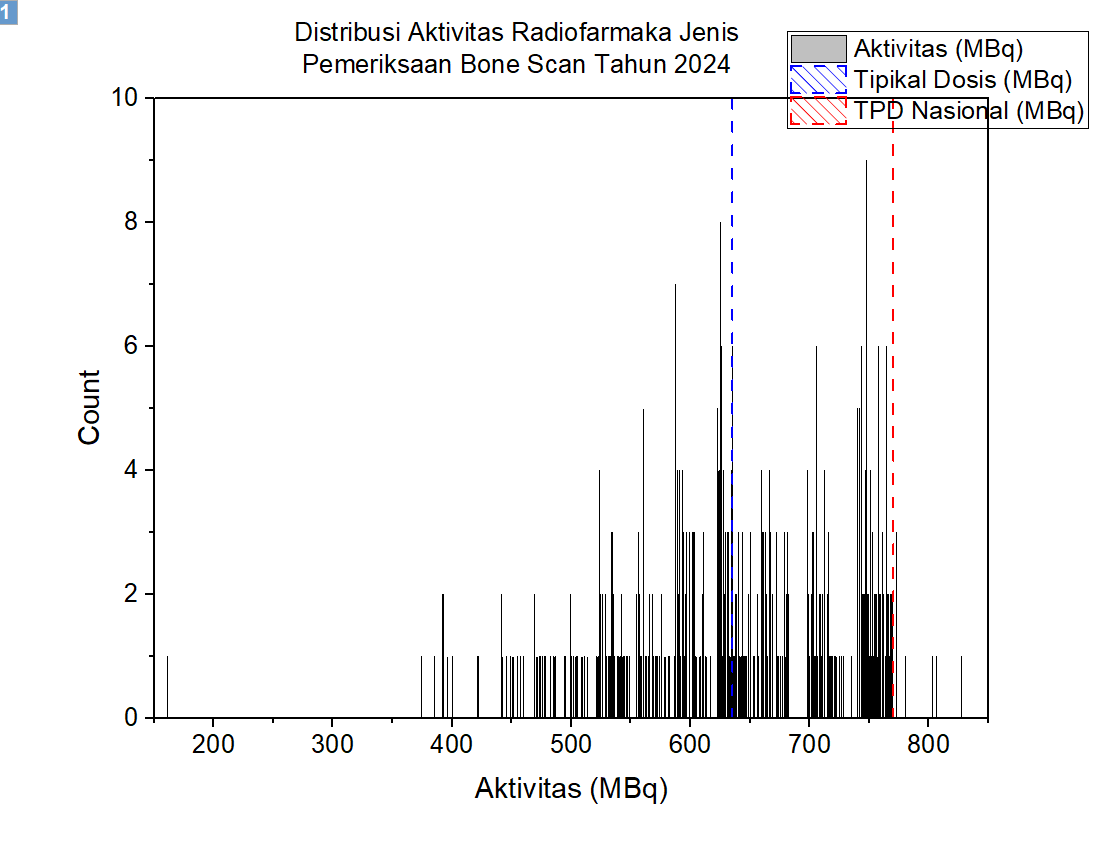 1
Distribusi Aktivitas Radiofarmaka Jenis
Pemeriksaan Bone Scan Tahun 2024
Aktivitas (MBq)
Tipikal Dosis (MBq)
TPD Nasional (MBq)
10
8
6
4
2
0
Count
200 300 400 500 600 700 800
Aktivitas (MBq)